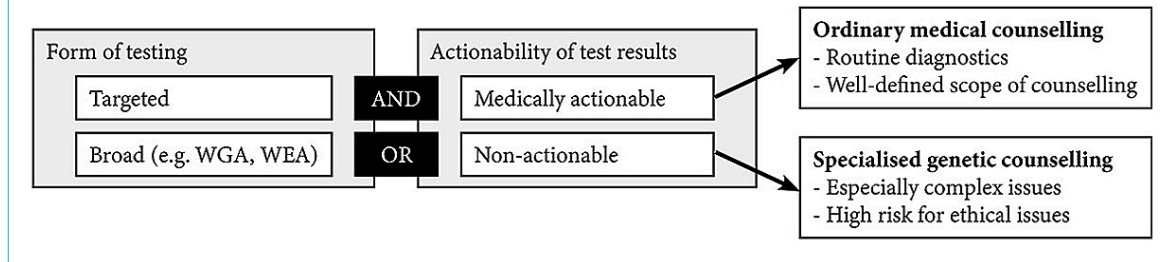 Form of testing
Targeted
Broad (e.g. WGA, WEA)
AND
OR
Actionability of test results
Medically actionable
Non-actionable
Ordinary medical counselling
- Routine diagnostics
- Well-defined scope of counselling
Specialised genetic counselling
- Especially complex issues
- High risk for ethical issues